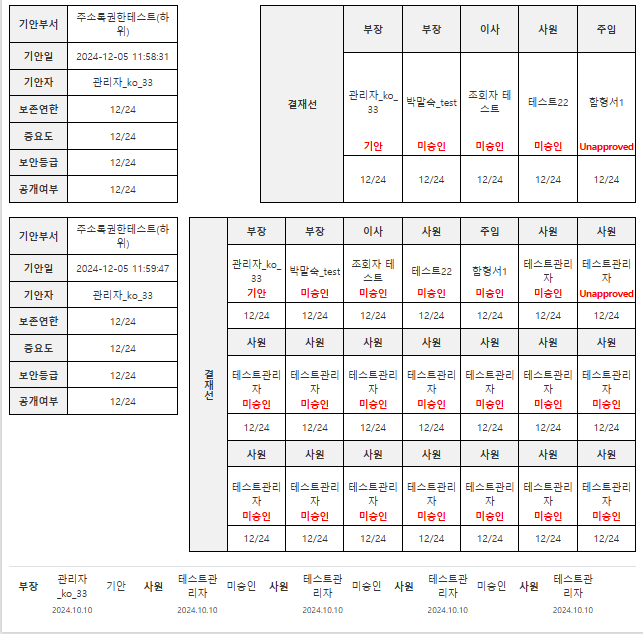 기안부서 주소록권한테스트(하
위)
기안일 2024-12-05 11:58:31
기안자 관리자_ko_33
보존연한 12/24
중요도 12/24
보안등급 12/24
공개여부 12/24
결재선
부장 부장 이사 사원 주임
관리자_ko_
33
박말숙_test
조회자 테
스트
테스트22
함형서1
기안 미승인 미승인 미승인 Unapproved
12/24 12/24 12/24 12/24 12/24
기안부서 주소록권한테스트(하
위)
기안일 2024-12-05 11:59:47
기안자 관리자_ko_33
보존연한 12/24
중요도 12/24
보안등급 12/24
공개여부 12/24
결재선
부장 부장 이사 사원 주임 사원 사원
관리자_ko_
33
박말숙_test
조회자 테
스트
테스트22
함형서1
테스트관리
자
테스트관리
자
기안 미승인 미승인 미승인 미승인 미승인 Unapproved
12/24 12/24 12/24 12/24 12/24 12/24 12/24
사원 사원 사원 사원 사원 사원 사원
테스트관리 테스트관리 테스트관리 테스트관리 테스트관리 테스트관리 테스트관리
자 자 자 자 자 자 자
미승인 미승인 미승인 미승인 미승인 미승인 미승인
12/24 12/24 12/24 12/24 12/24 12/24 12/24
사원 사원 사원 사원 사원 사원 사원
테스트관리 테스트관리 테스트관리 테스트관리 테스트관리 테스트관리 테스트관리
자 자 자 자 자 자 자
미승인 미승인 미승인 미승인 미승인 미승인 미승인
12/24 12/24 12/24 12/24 12/24 12/24 12/24
부장 관리자
_ko_33 기안
2024.10.10
사원 테스트관
리자 미승인
2024.10.10
사원 테스트관
리자 미승인
2024.10.10
사원 테스트관
리자 미승인
2024.10.10
사원 테스트관
리자
2024.10.10